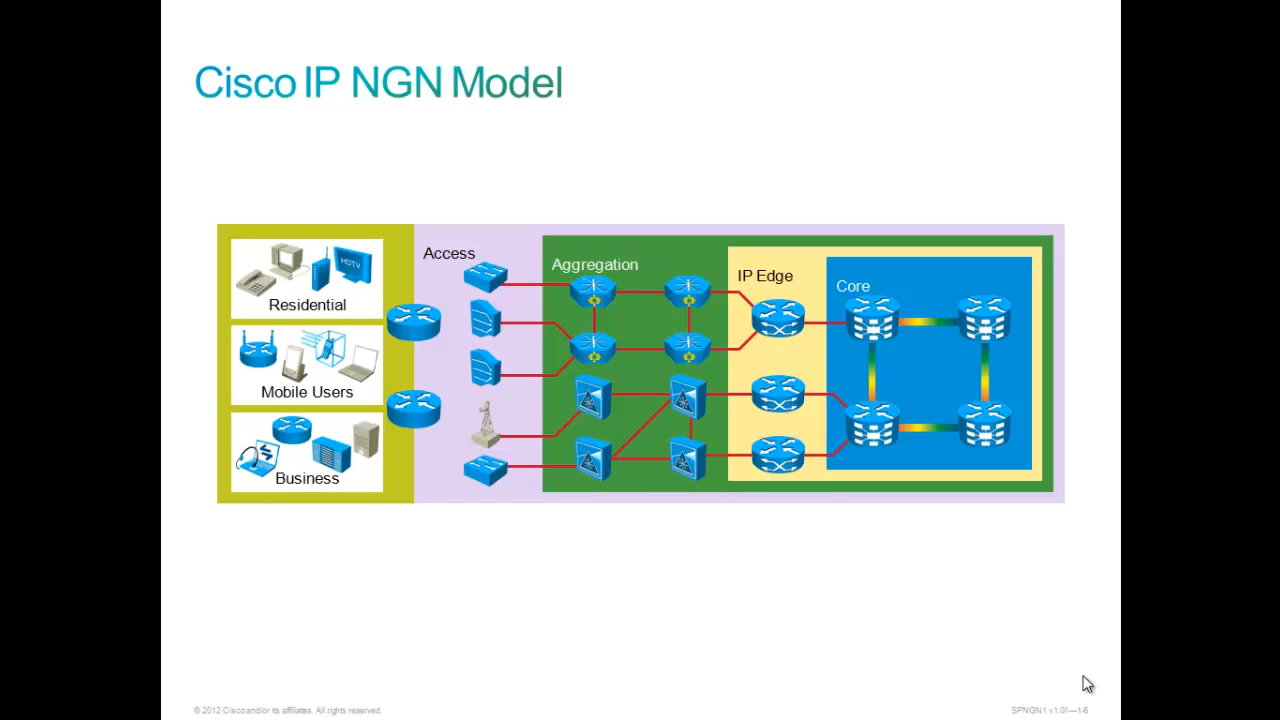 Cisco IP NGN Model
Access
Aggregation
IP Edge
Core
HDTV
Residential
Mobile Users
Business
© 2012 Cisco and/or its affiliates. All rights reserved.
SPNGN1 v1.01—1-6